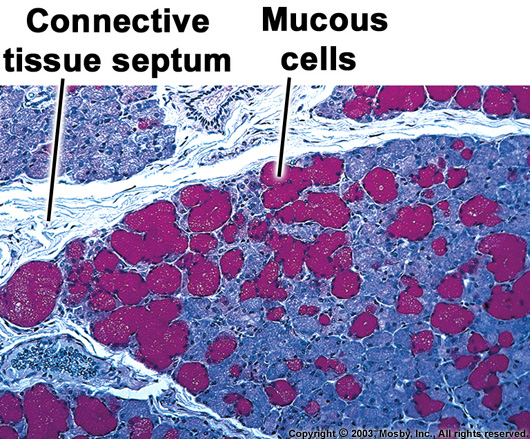 Connective
tissue septum
Mucous
cells
Copyright © 2003, Mosby, Inc., All rights reserved.